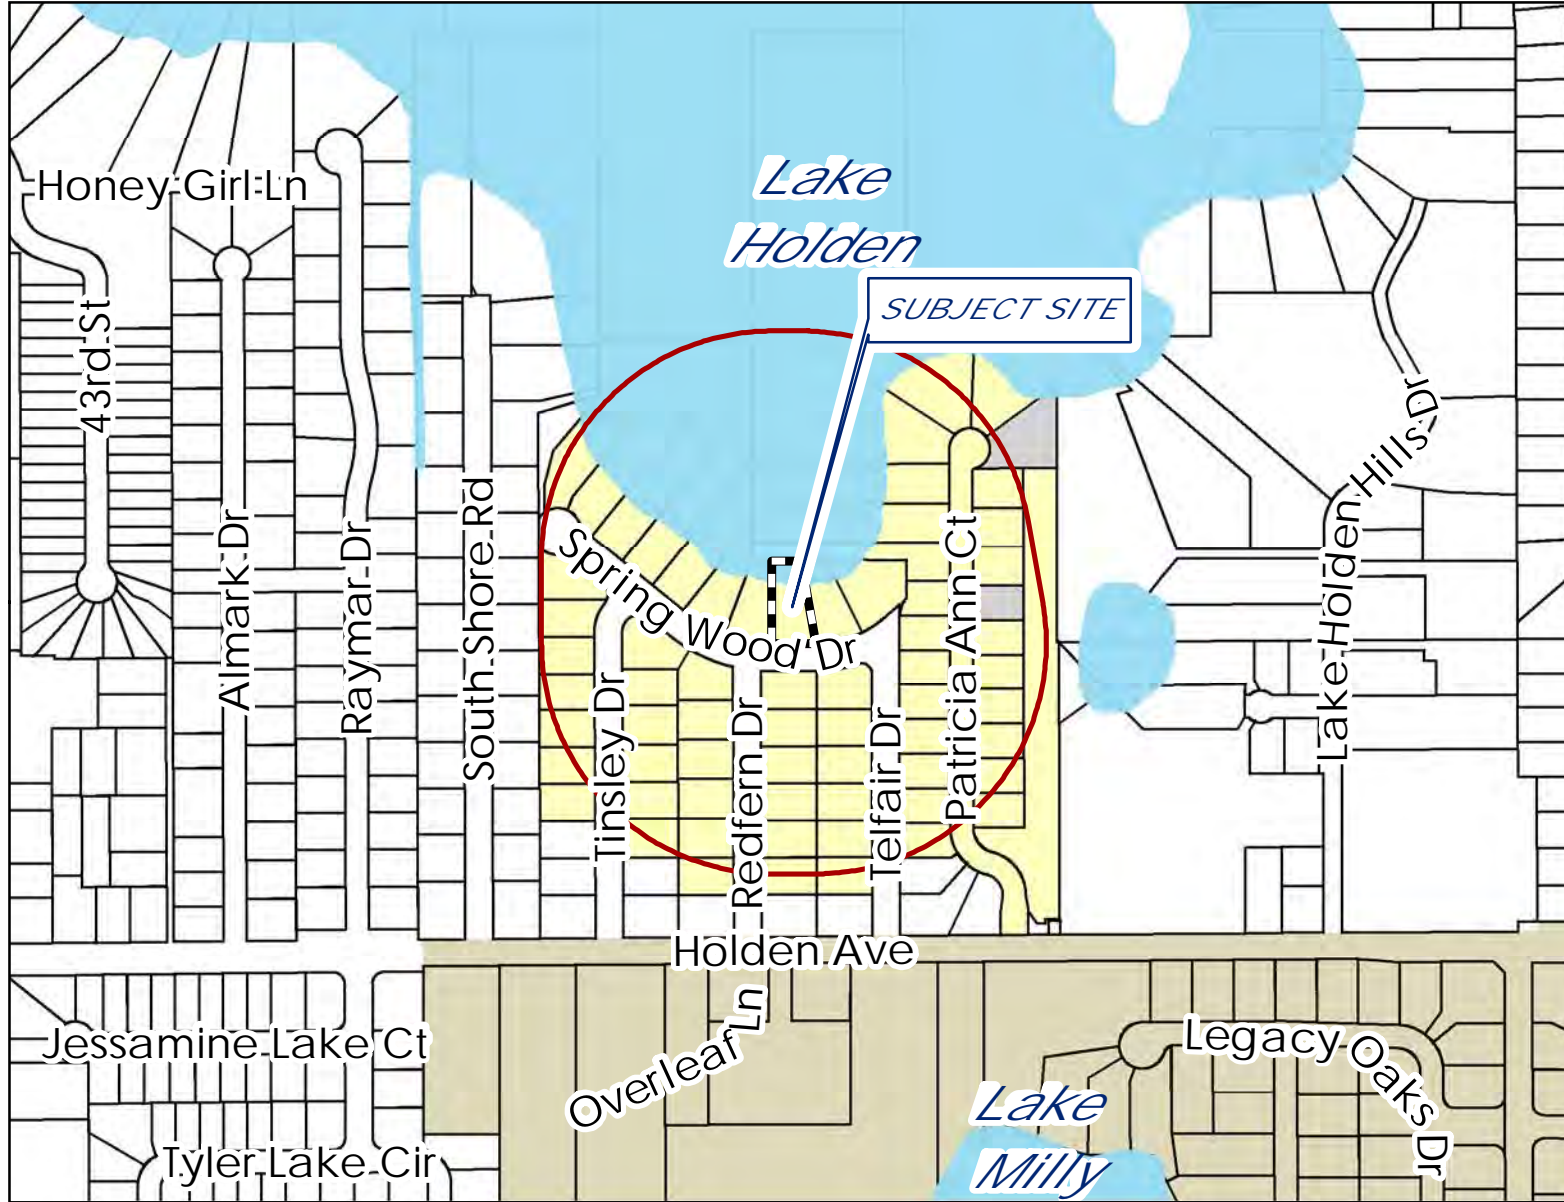 Lake
Holden
Honey Girl Ln
SUBJECT SITE
43rd St
Almark Dr
Raymar Dr
South Shore Rd
Spring Wood Dr
Tinsley Dr
Redfern Dr
Telfair Dr
Patricia Ann Ct
Lake Holden Hills Dr
Holden Ave
Jessamine Lake Ct
Overleaf Ln
Legacy Oaks Dr
Lake
Milly
Tyler Lake Cir